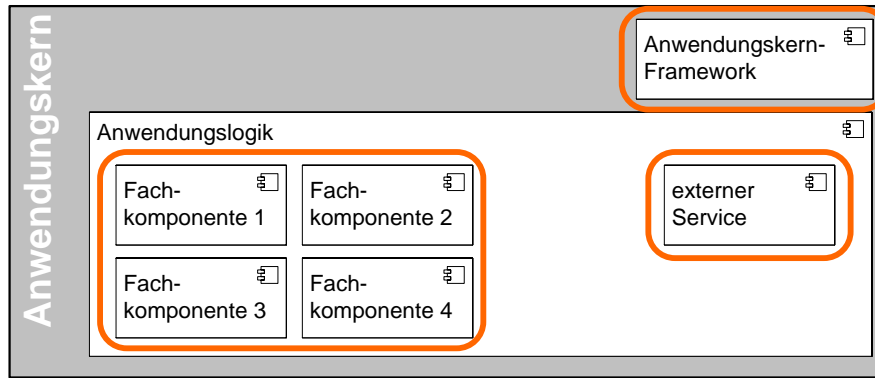 Anwendungskern
Anwendungskern-
Framework
Anwendungslogik
Fach-
komponente 1
Fach-
komponente 2
externer
Service
Fach-
komponente 3
Fach-
komponente 4